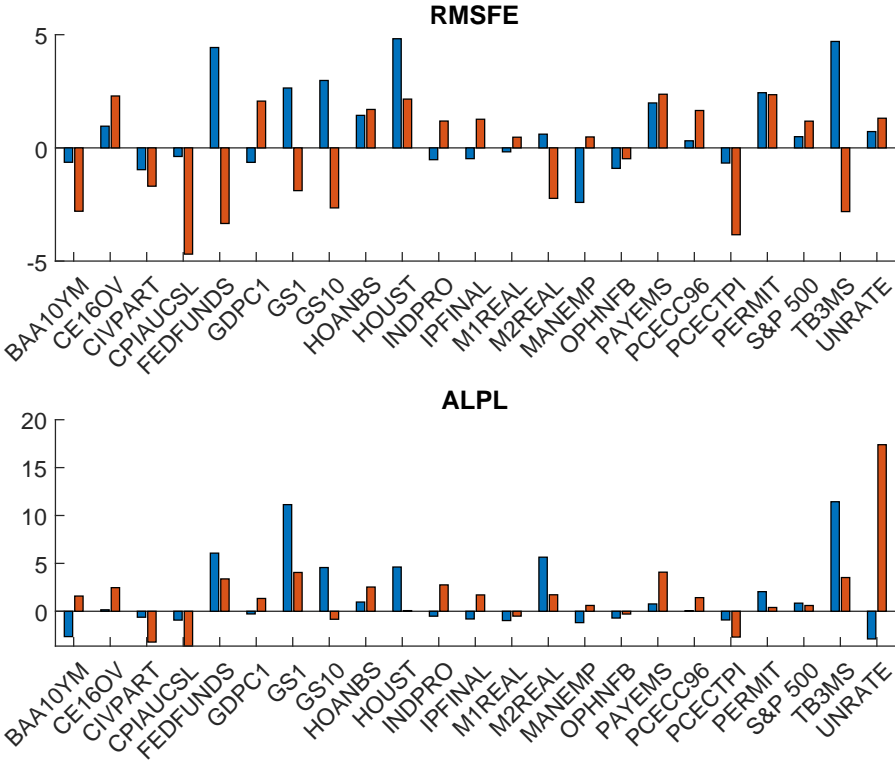 RMSFE
5
0
-5
BAA10YM
CE16OV
CIVPART
CPIAUCSL
FEDFUNDS
GDPC1
GS1
GS10
HOANBS
HOUST
INDPRO
IPFINAL
M1REAL
M2REAL
MANEMP
OPHNFB
PAYEMS
PCECC96
PCECTPI
PERMIT
S&P 500
TB3MS
UNRATE
ALPL
20
15
10
5
0
BAA10YM
CE16OV
CIVPART
CPIAUCSL
FEDFUNDS
GDPC1
GS1
GS10
HOANBS
HOUST
INDPRO
IPFINAL
M1REAL
M2REAL
MANEMP
OPHNFB
PAYEMS
PCECC96
PCECTPI
PERMIT
S&P 500
TB3MS
UNRATE